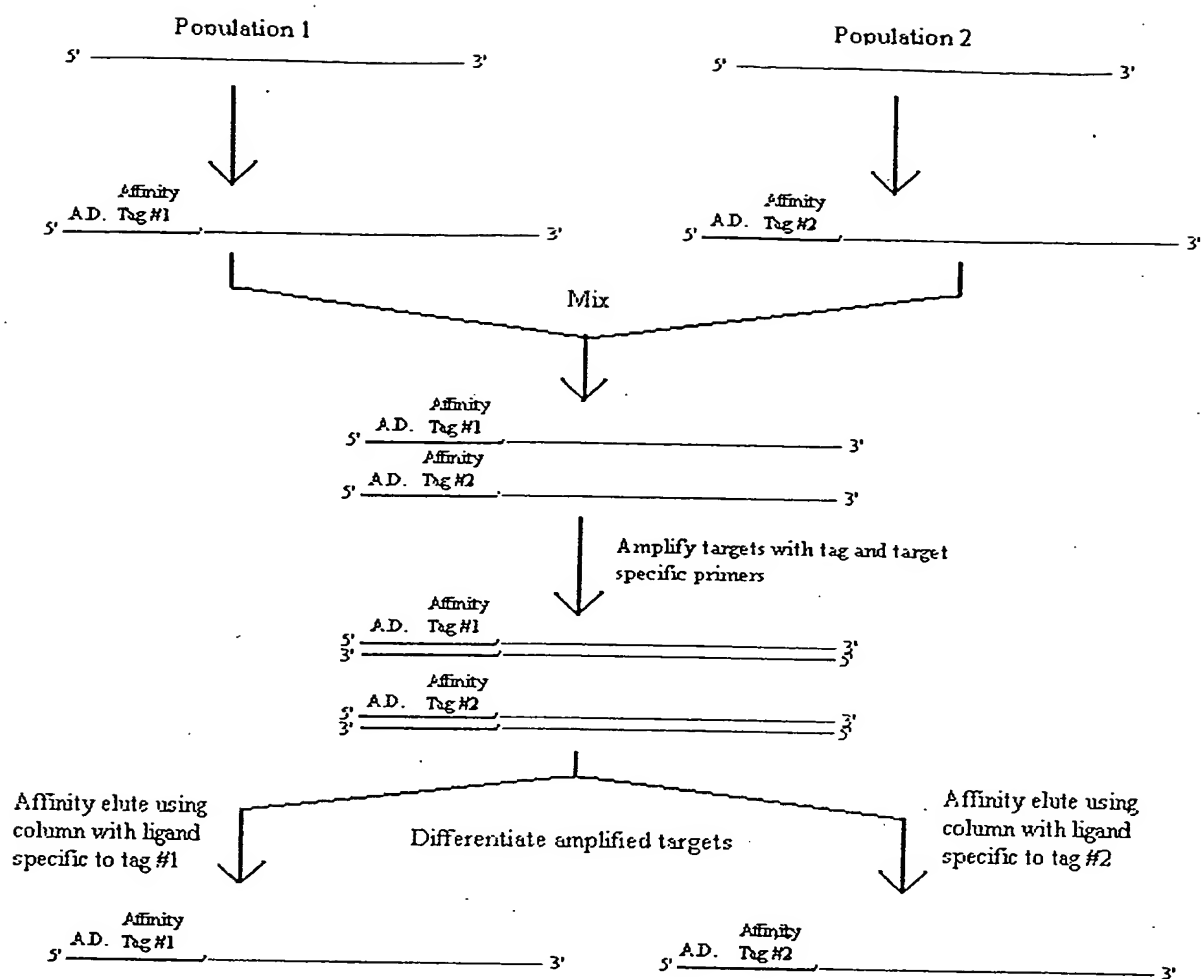 Population 1
Population 2
5' 3'
5' 3'
Affinity
A.D. Tag #1
5' 3'
Affinity
A.D. Tag #2
5' 3'
Mix
Affinity
A.D. Tag #1
5' 3'
Affinity
A.D. Tag #2
5' 3'
Amplify targets with tag and target
specific primers
Affinity
A.D. Tag #1
5' 3'
3' 5'
Affinity
A.D. Tag #2
5' 3'
3' 5'
Affinity elute using
column with ligand
specific to tag #1
Differentiate amplified targets
Affinity elute using
column with ligand
specific to tag #2
Affinity
A.D. Tag #1
5' 3'
Affinity
A.D. Tag #2
5' 3'